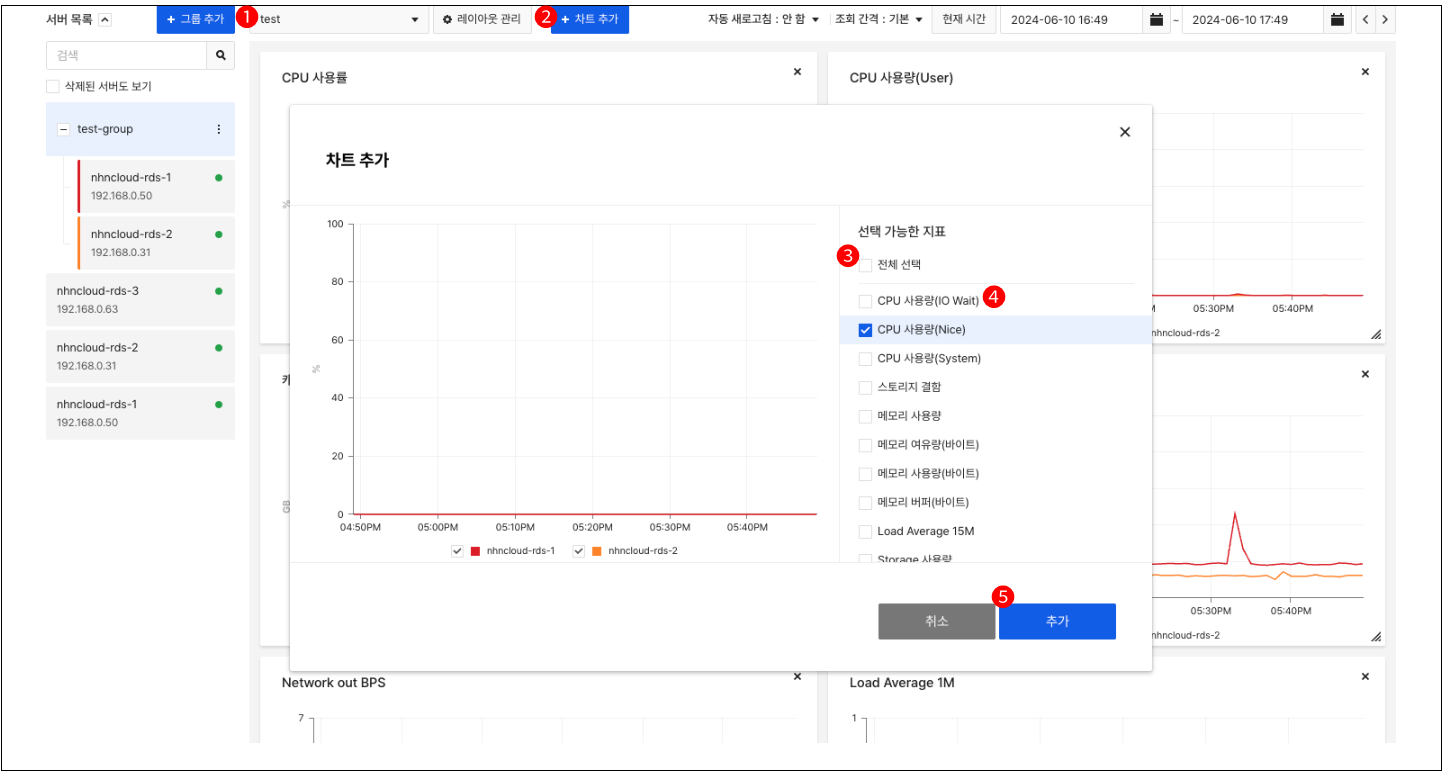 서버 목록
+ 그룹 추가
1
test
레이아웃 관리
2
+ 차트 추가
자동 새로고침 : 안 함
조회 간격 : 기본
현재 시간
2024-06-10 16:49
~
2024-06-10 17:49
검색
삭제된 서버도 보기
test-group
nhncloud-rds-1
192.168.0.50
nhncloud-rds-2
192.168.0.31
nhncloud-rds-3
192.168.0.63
nhncloud-rds-2
192.168.0.31
nhncloud-rds-1
192.168.0.50
CPU 사용률
CPU 사용량(User)
%
05:30PM 05:40PM
nhncloud-rds-2
차트 추가
100
80
60
40
20
0
%
04:50PM 05:00PM 05:10PM 05:20PM 05:30PM 05:40PM
nhncloud-rds-1 nhncloud-rds-2
선택 가능한 지표
3
전체 선택
CPU 사용량(IO Wait)
4
CPU 사용량(Nice)
CPU 사용량(System)
스토리지 결함
메모리 사용량
메모리 여유량(바이트)
메모리 사용량(바이트)
메모리 버퍼(바이트)
Load Average 15M
Storage 사용량
취소
5
추가
GB
05:30PM 05:40PM
nhncloud-rds-2
Network out BPS
7
Load Average 1M
1